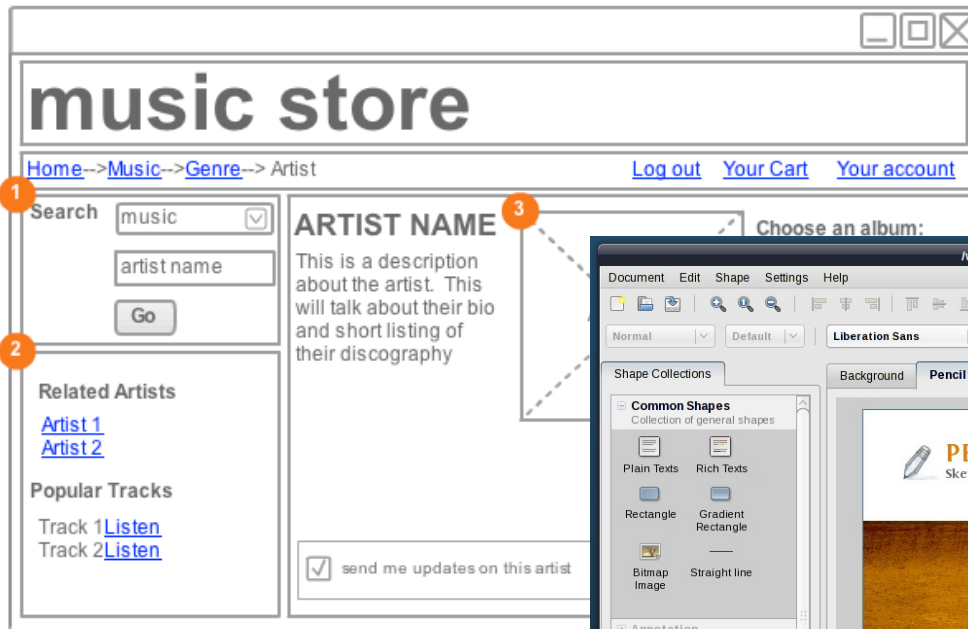 music store
Home-->Music-->Genre--> Artist
Log out Your Cart Your account
1
Search music
artist name
Go
2
Related Artists
Artist 1
Artist 2
Popular Tracks
Track 1Listen
Track 2Listen
ARTIST NAME
3
This is a description
about the artist. This
will talk about their bio
and short listing of
their discography
send me updates on this artist
Choose an album:
Document Edit Shape Settings Help
Normal Default Liberation Sans
Shape Collections
Background Pencil
Common Shapes
Collection of general shapes
Plain Texts Rich Texts
Rectangle Gradient
Rectangle
Bitmap
Image
Straight line
Annotation
PE
Ske